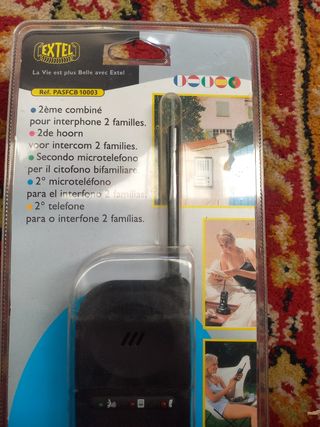 EXTEL
La Vie est plus Belle avec Extel
Réf. PASFCB 10003
2ème combiné
pour interphone 2 familles.
2de hoorn
voor intercom 2 families.
Secondo microtelefono
per il citofono bifamiliare.
2° microteléfono
para el interfono 2 familias.
2° telefone
para o interfone 2 famílias.